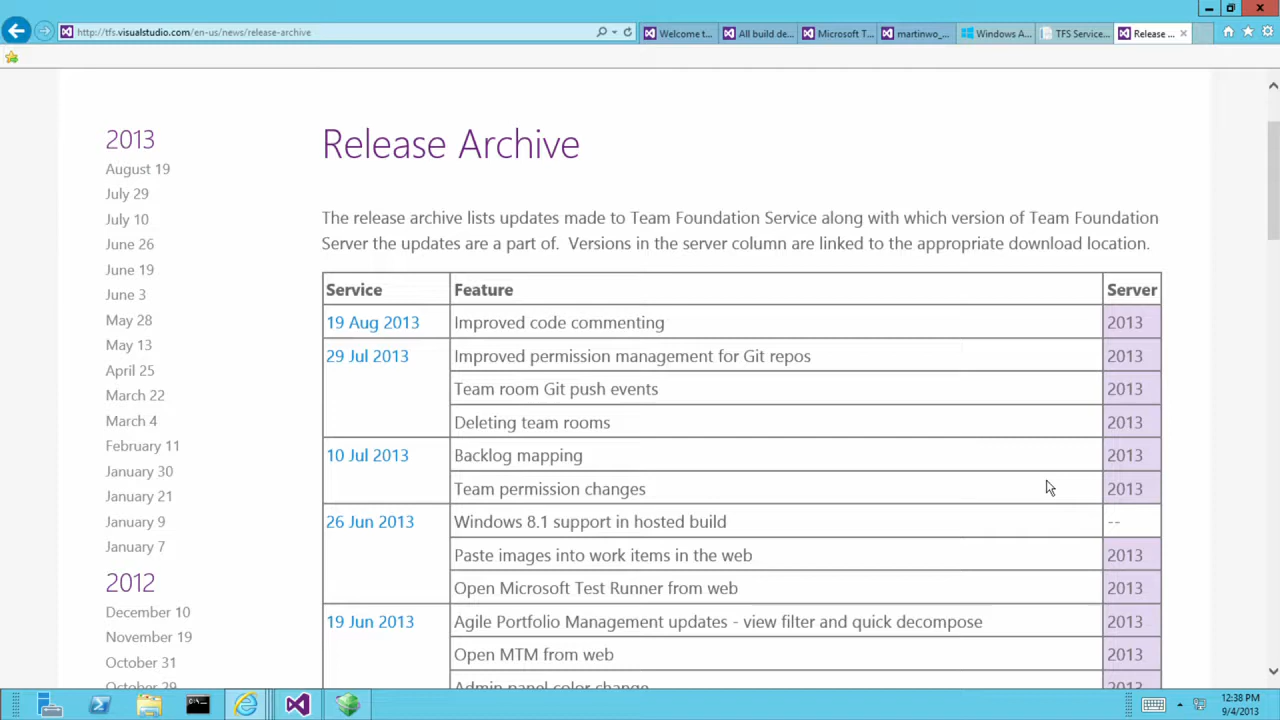 http://tfs.visualstudio.com/en-us/news/release-archive
Welcome t...
All build de...
Microsoft T...
martinwo_...
Windows A...
TFS Service...
Release ...
2013
August 19
July 29
July 10
June 26
June 19
June 3
May 28
May 13
April 25
March 22
March 4
February 11
January 30
January 21
January 9
January 7
2012
December 10
November 19
October 31
October 29
Release Archive
The release archive lists updates made to Team Foundation Service along with which version of Team Foundation
Server the updates are a part of.  Versions in the server column are linked to the appropriate download location.
Service Feature Server
19 Aug 2013 Improved code commenting 2013
29 Jul 2013 Improved permission management for Git repos 2013
Team room Git push events 2013
Deleting team rooms 2013
10 Jul 2013 Backlog mapping 2013
Team permission changes 2013
26 Jun 2013 Windows 8.1 support in hosted build --
Paste images into work items in the web 2013
Open Microsoft Test Runner from web 2013
19 Jun 2013 Agile Portfolio Management updates - view filter and quick decompose 2013
Open MTM from web 2013
Admin panel color change 2013
12:38 PM
9/4/2013